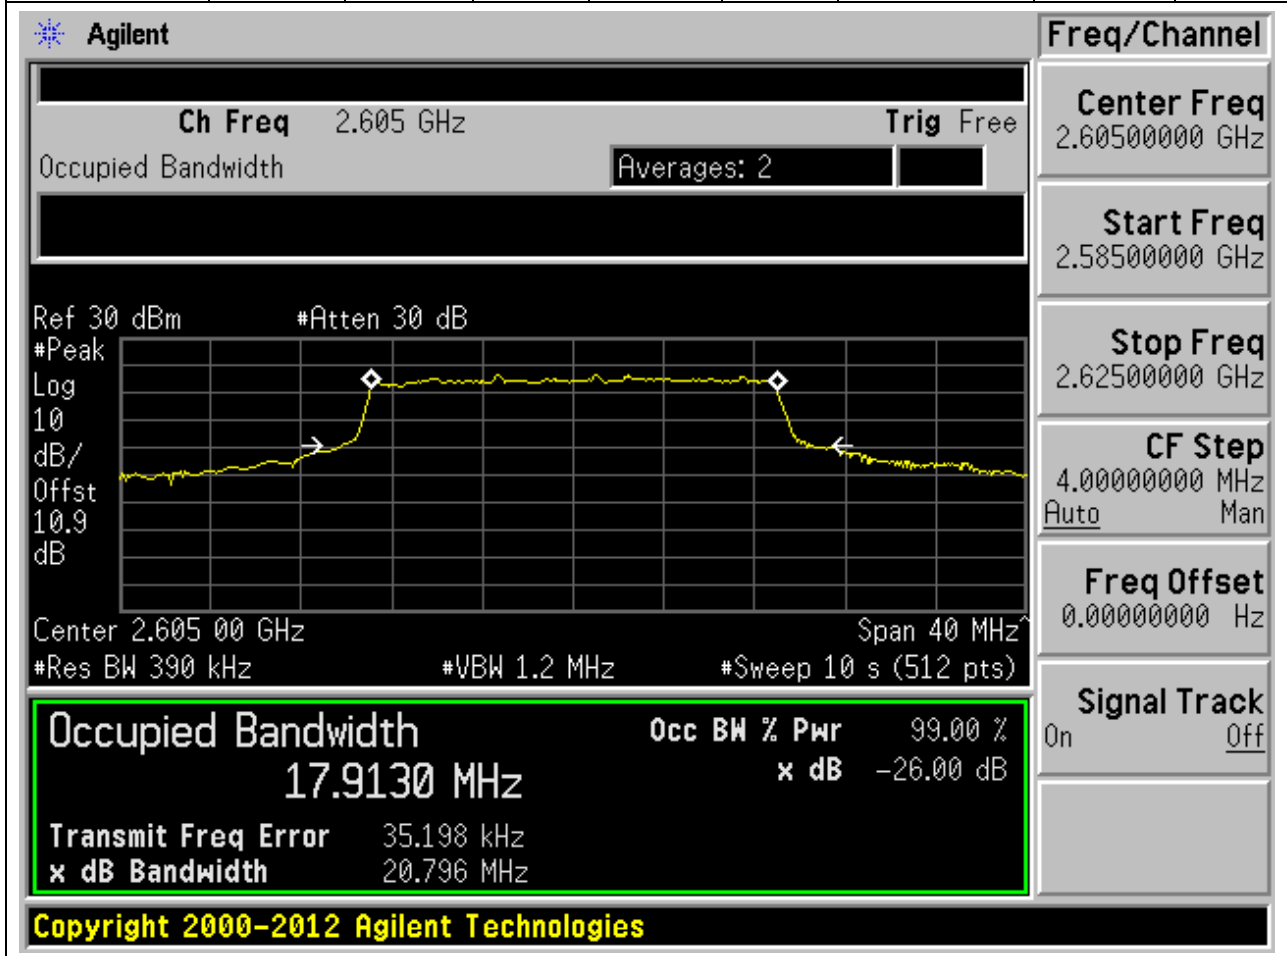 Agilent
Freq/Channel
Ch Freq 2.605 GHz Trig Free
Occupied Bandwidth Averages: 2
Center Freq
2.60500000 GHz
Start Freq
2.58500000 GHz
Stop Freq
2.62500000 GHz
CF Step
4.00000000 MHz
Auto Man
Freq Offset
0.00000000 Hz
Signal Track
On Off
Ref 30 dBm #Atten 30 dB
#Peak
Log
10
dB/
Offst
10.9
dB
Center 2.605 00 GHz Span 40 MHz^
#Res BW 390 kHz #VBW 1.2 MHz #Sweep 10 s (512 pts)
Occupied Bandwidth Occ BW % Pwr 99.00 %
17.9130 MHz x dB -26.00 dB
Transmit Freq Error 35.198 kHz
x dB Bandwidth 20.796 MHz
Copyright 2000-2012 Agilent Technologies